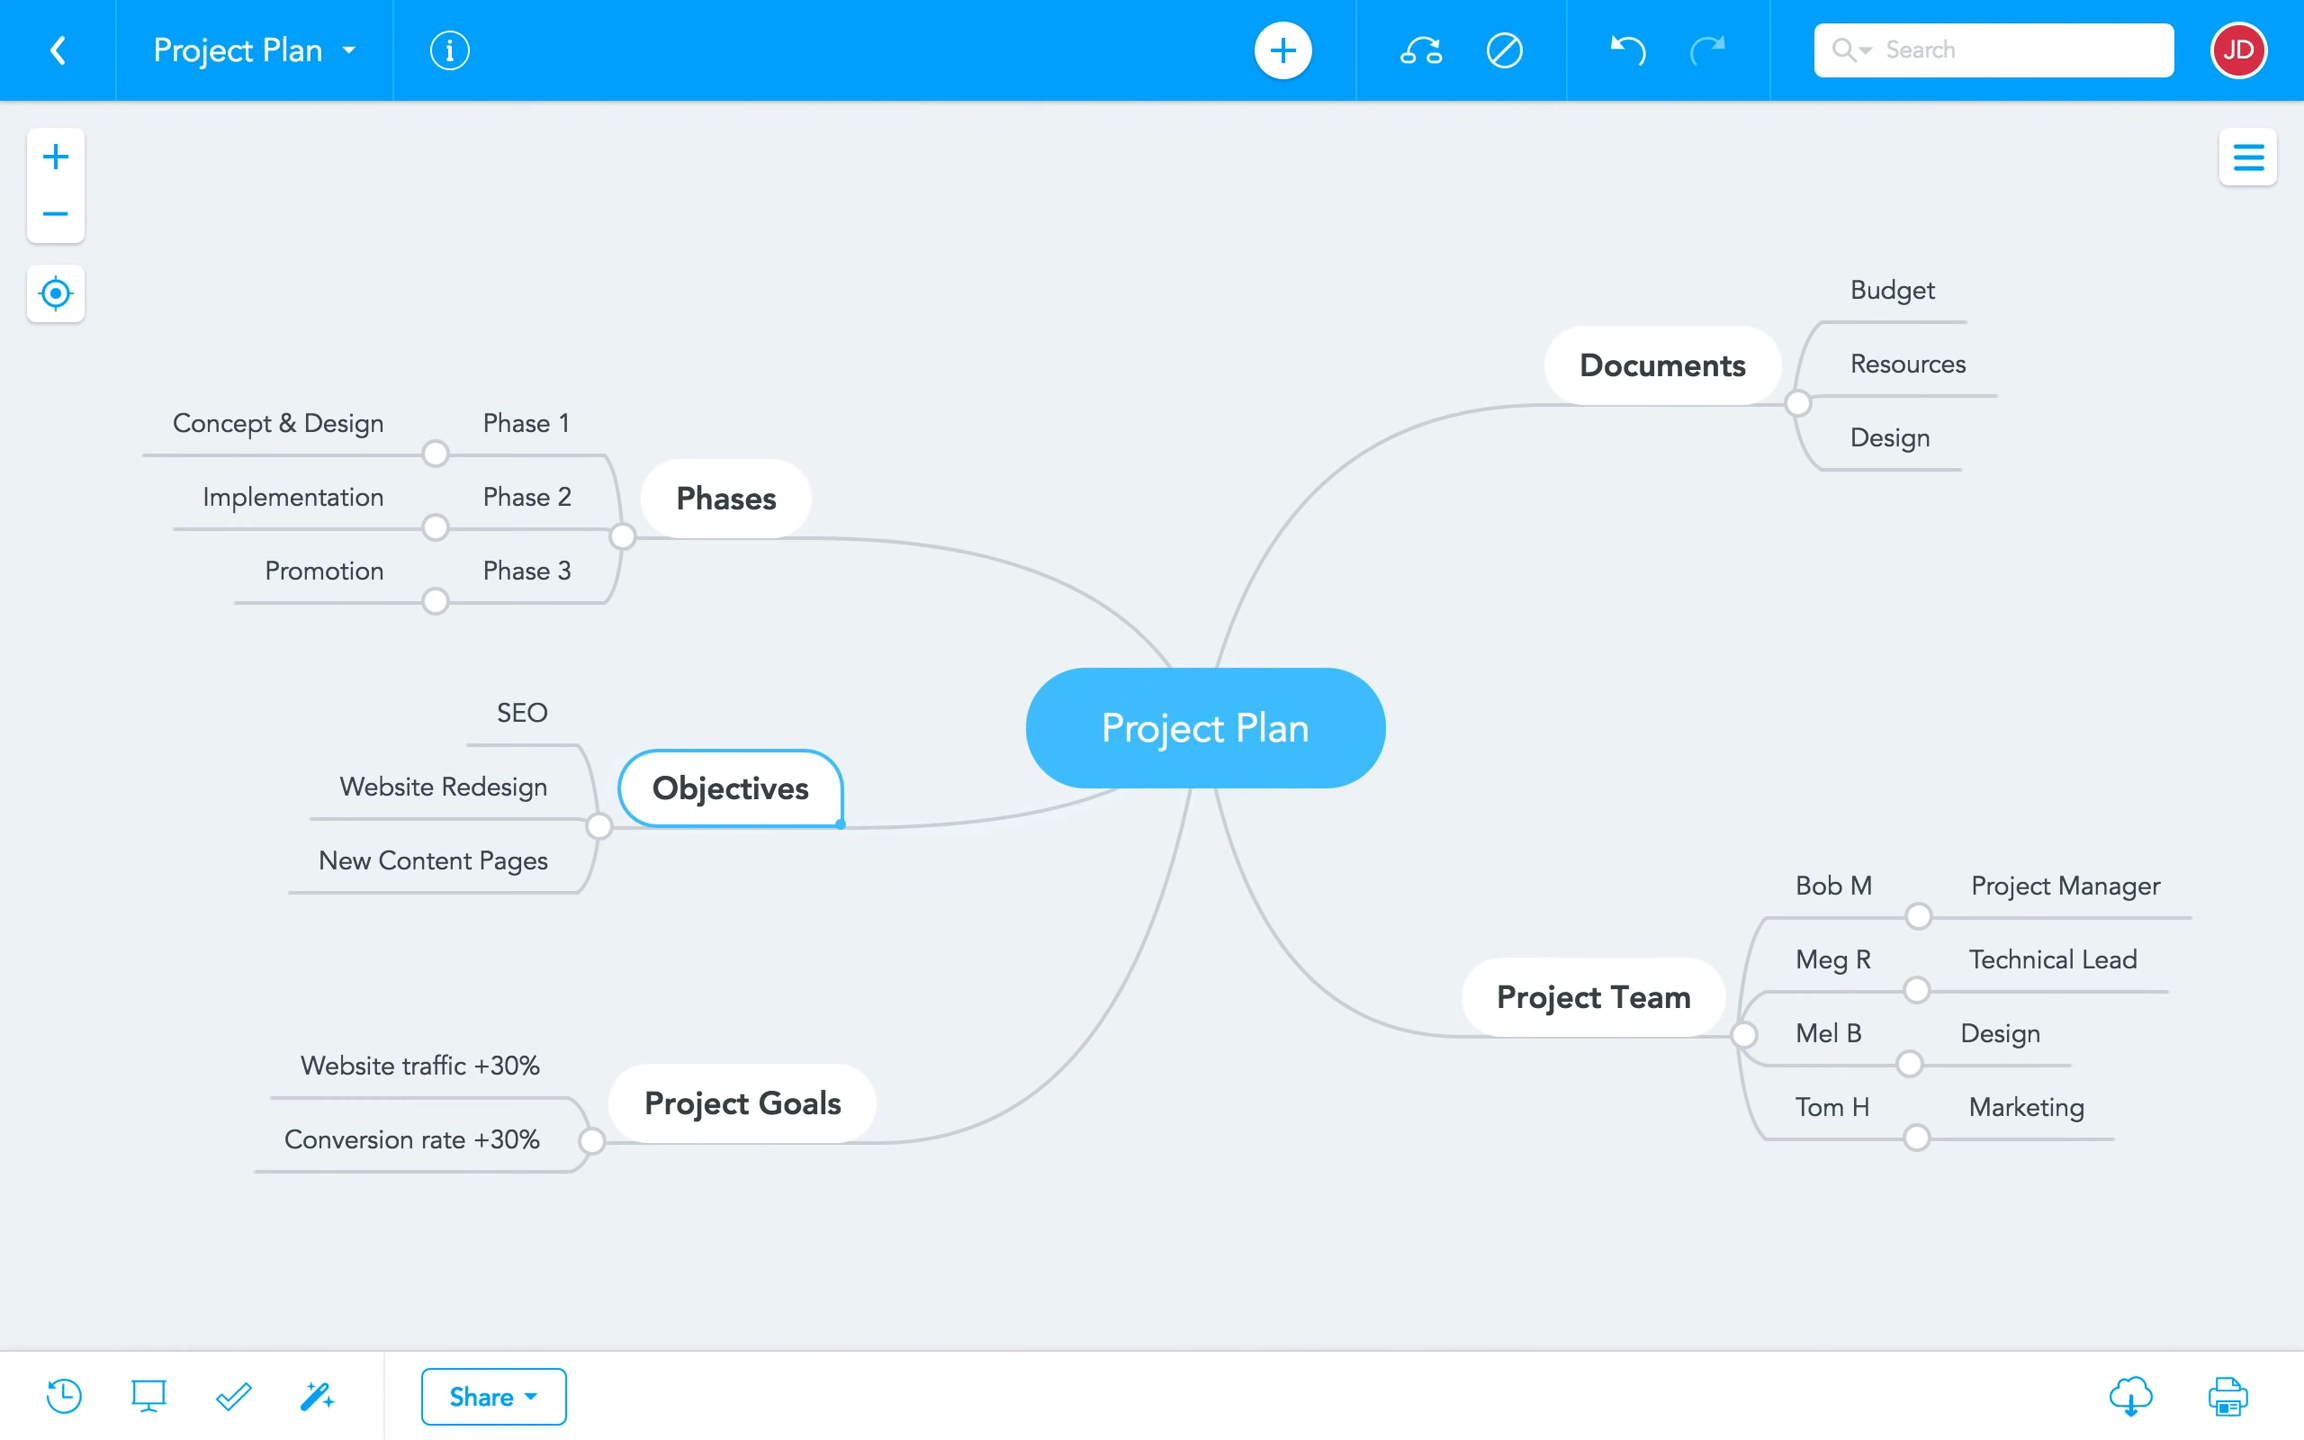 Project Plan
Search
JD
Budget
Documents
Resources
Design
Concept & Design
Phase 1
Implementation
Phase 2
Phases
Promotion
Phase 3
Project Plan
SEO
Website Redesign
Objectives
New Content Pages
Bob M
Project Manager
Meg R
Technical Lead
Project Team
Mel B
Design
Tom H
Marketing
Website traffic +30%
Project Goals
Conversion rate +30%
Share